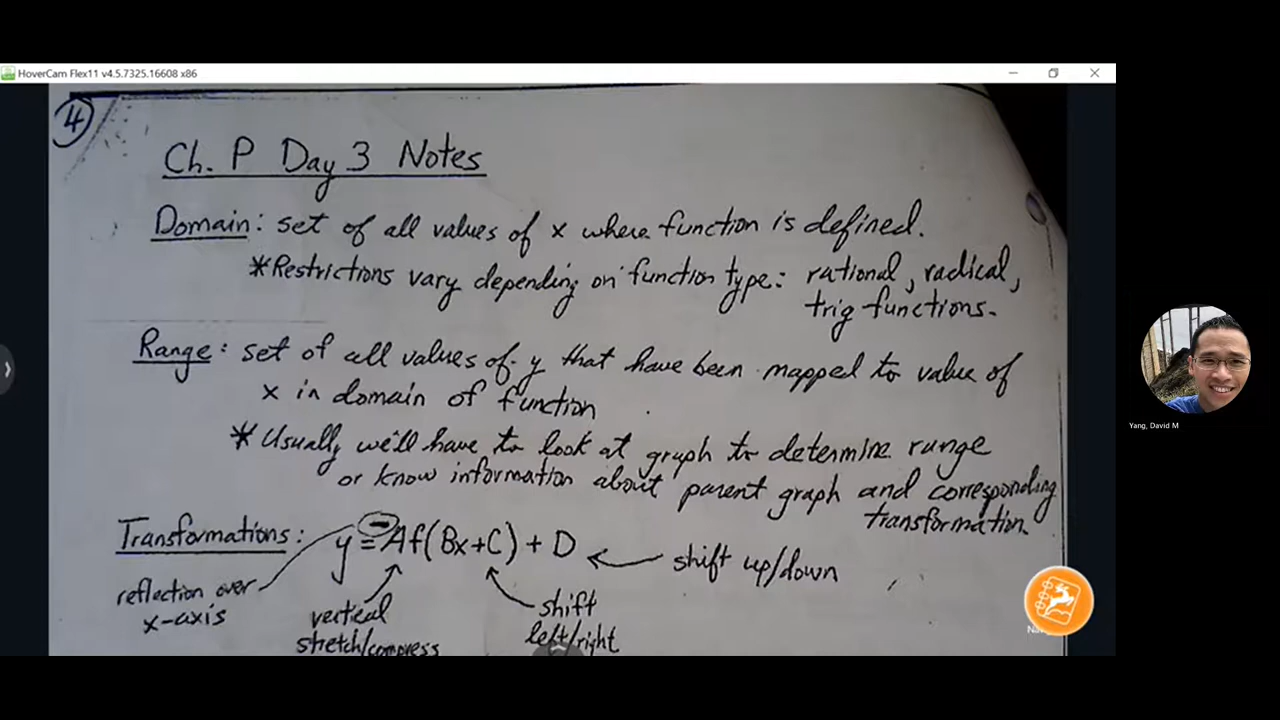 HoverCam Flex11 v4.5.7325.16608 x86
4
Ch. P Day 3 Notes
Domain: set of all values of x where function is defined.
*Restrictions vary depending on function type: rational, radical,
trig functions.
Range: set of all values of y that have been mapped to value of
x in domain of function
*Usually we'll have to look at graph to determine range
or know information about parent graph and corresponding
transformation.
Transformations: y = -Af(Bx+C) + D
shift up/down
reflection over
x-axis
vertical
stretch/compress
shift
left/right
Yang, David M